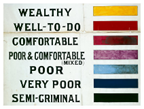 WEALTHY
WELL-TO-DO
COMFORTABLE
POOR & COMFORTABLE
MIXED
POOR
VERY POOR
SEMI-CRIMINAL